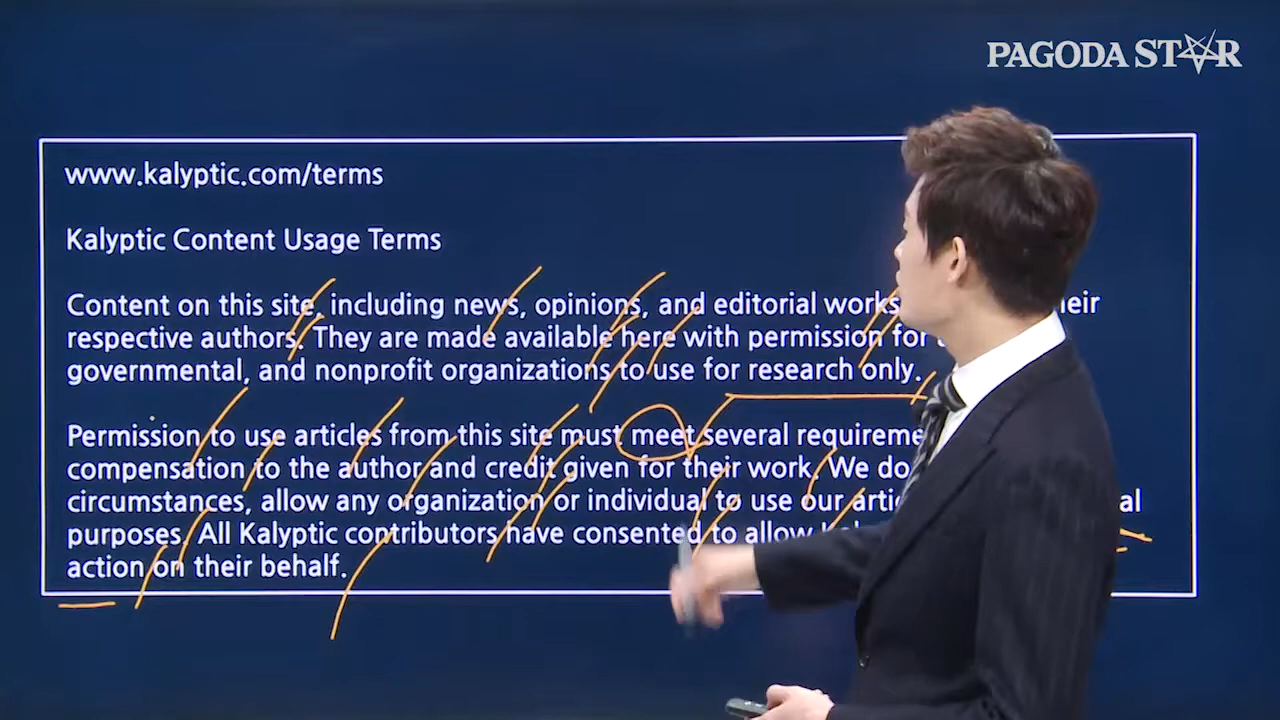 PAGODA STAR
www.kalyptic.com/terms
Kalyptic Content Usage Terms
Content on this site, including news, opinions, and editorial works
respective authors. They are made available here with permission for
governmental, and nonprofit organizations to use for research only.
Permission to use articles from this site must meet several
compensation to the author and credit given for their work. We do
circumstances, allow any organization or individual to use our
purposes. All Kalyptic contributors have consented to allow
action on their behalf.